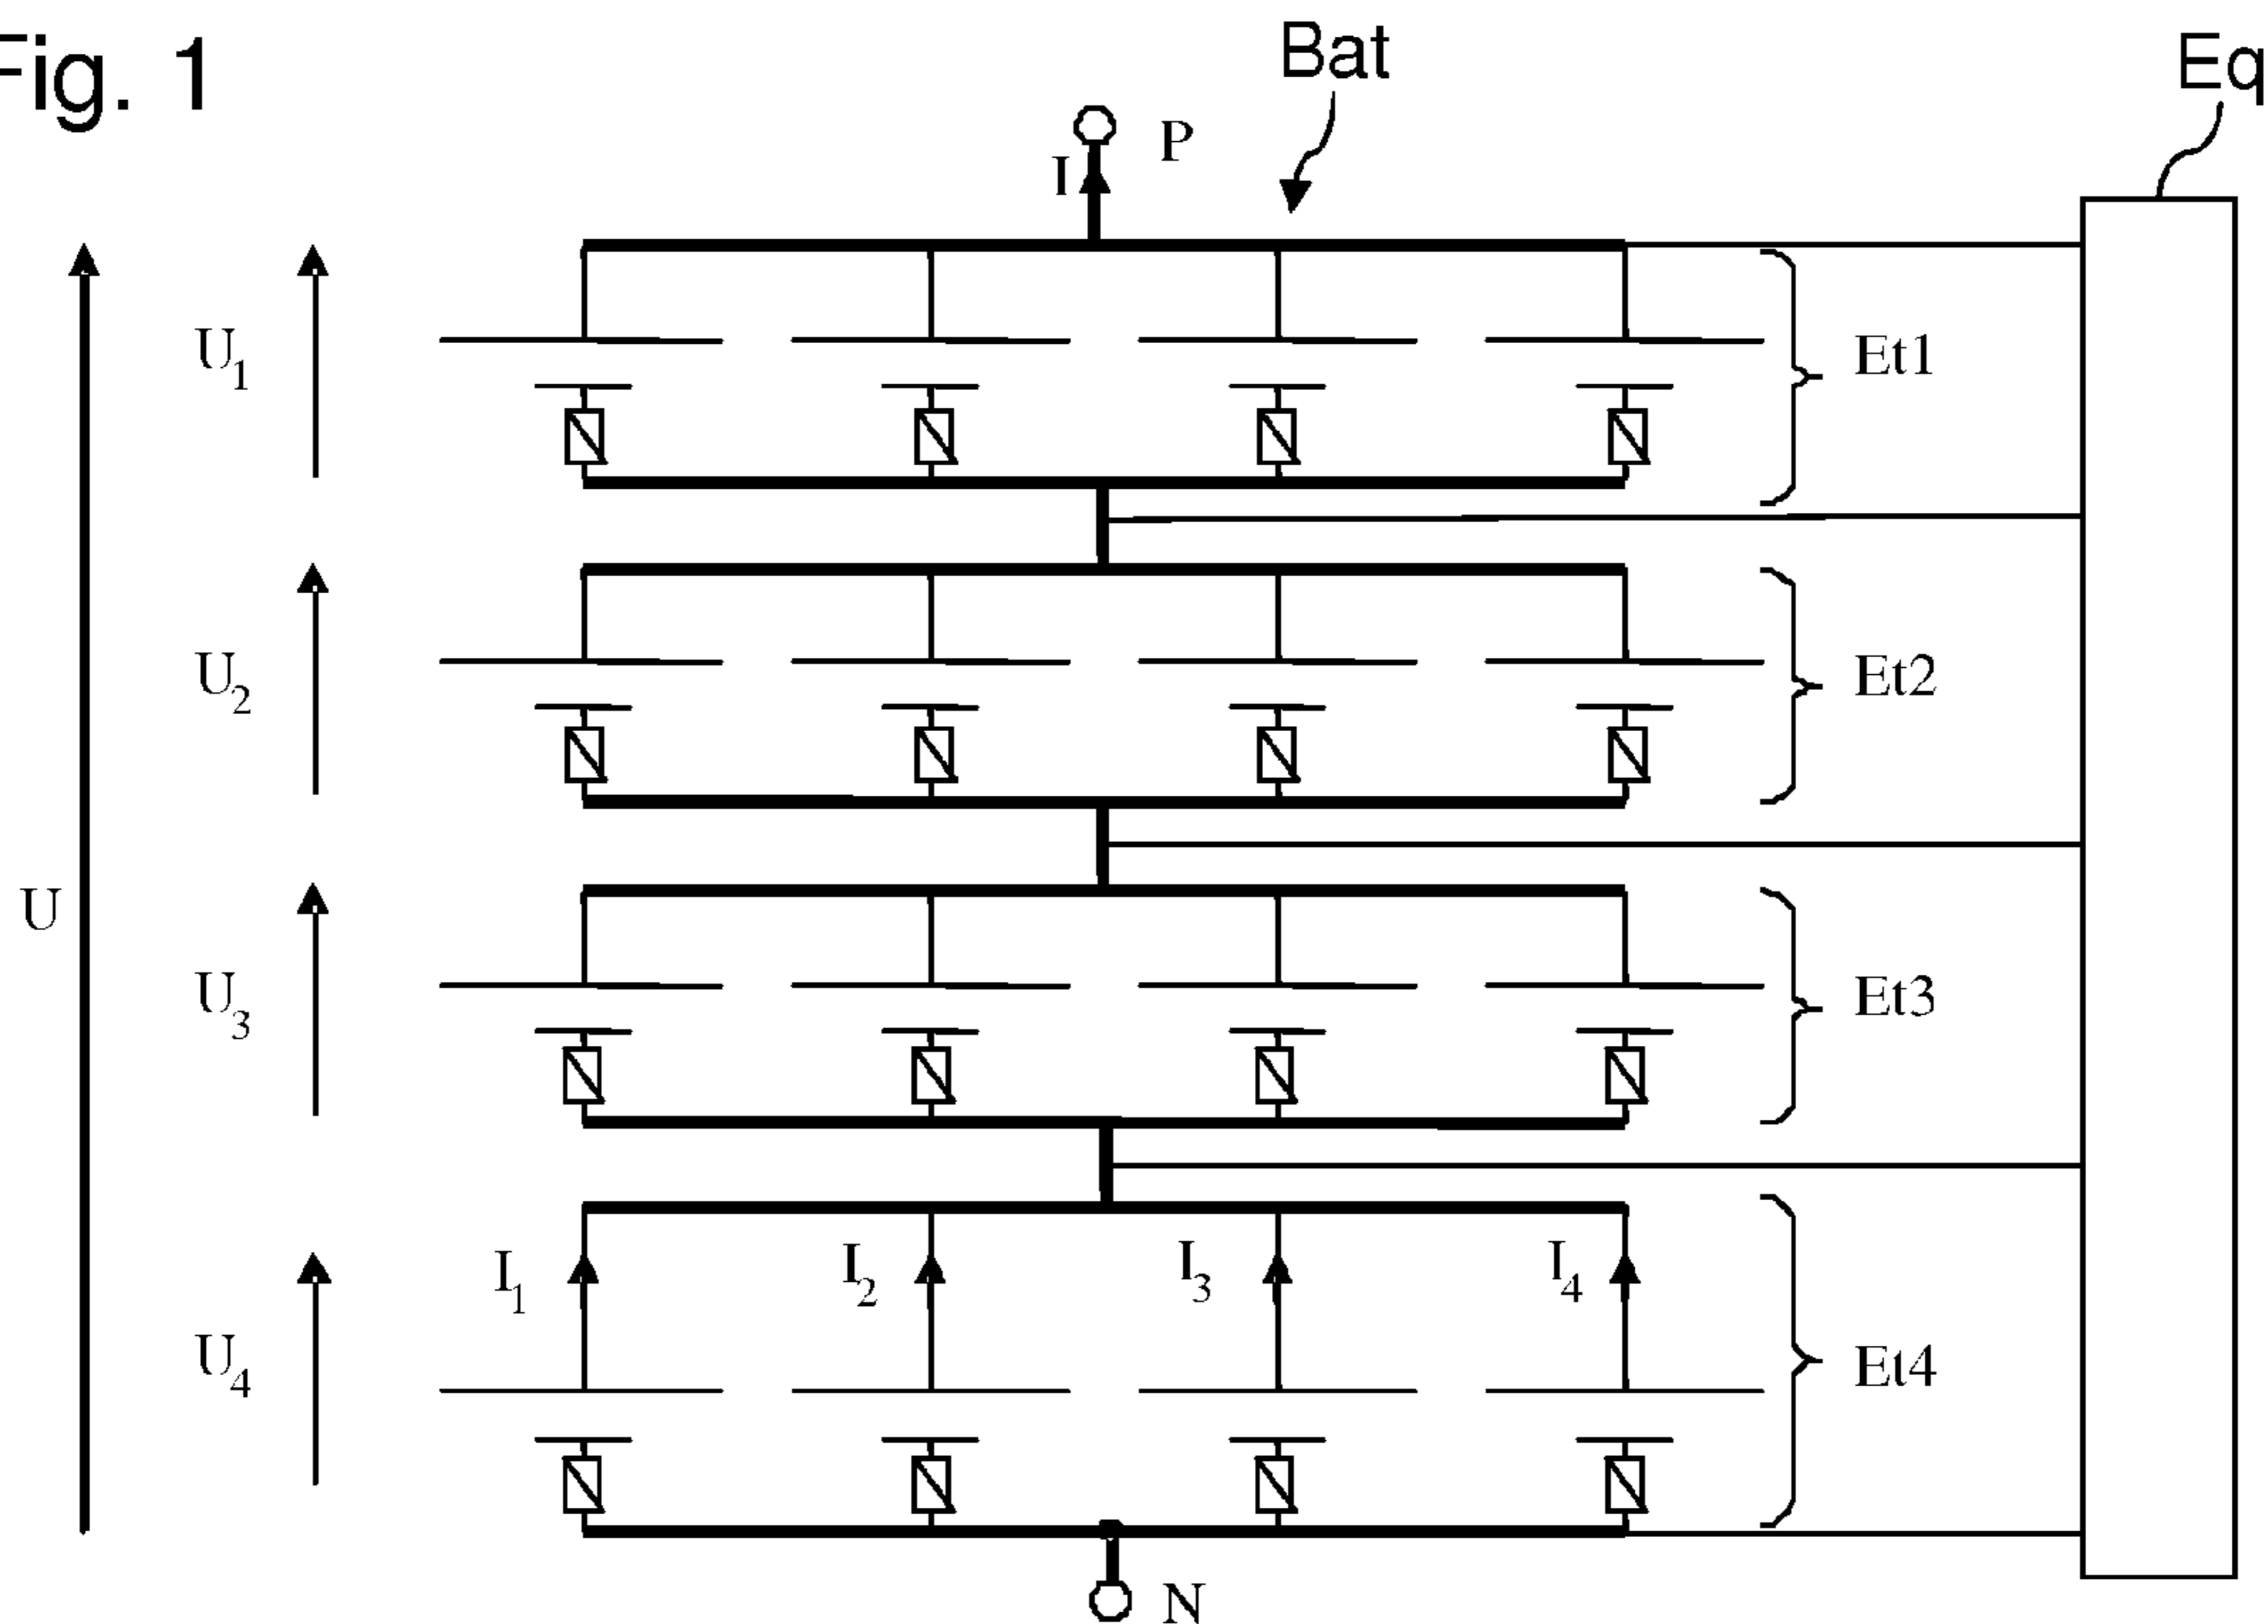 Fig. 1
Bat
Eq
P
I
U₁
Et1
U₂
Et2
U
U₃
Et3
I₁
I₂
I₃
I₄
U₄
Et4
N